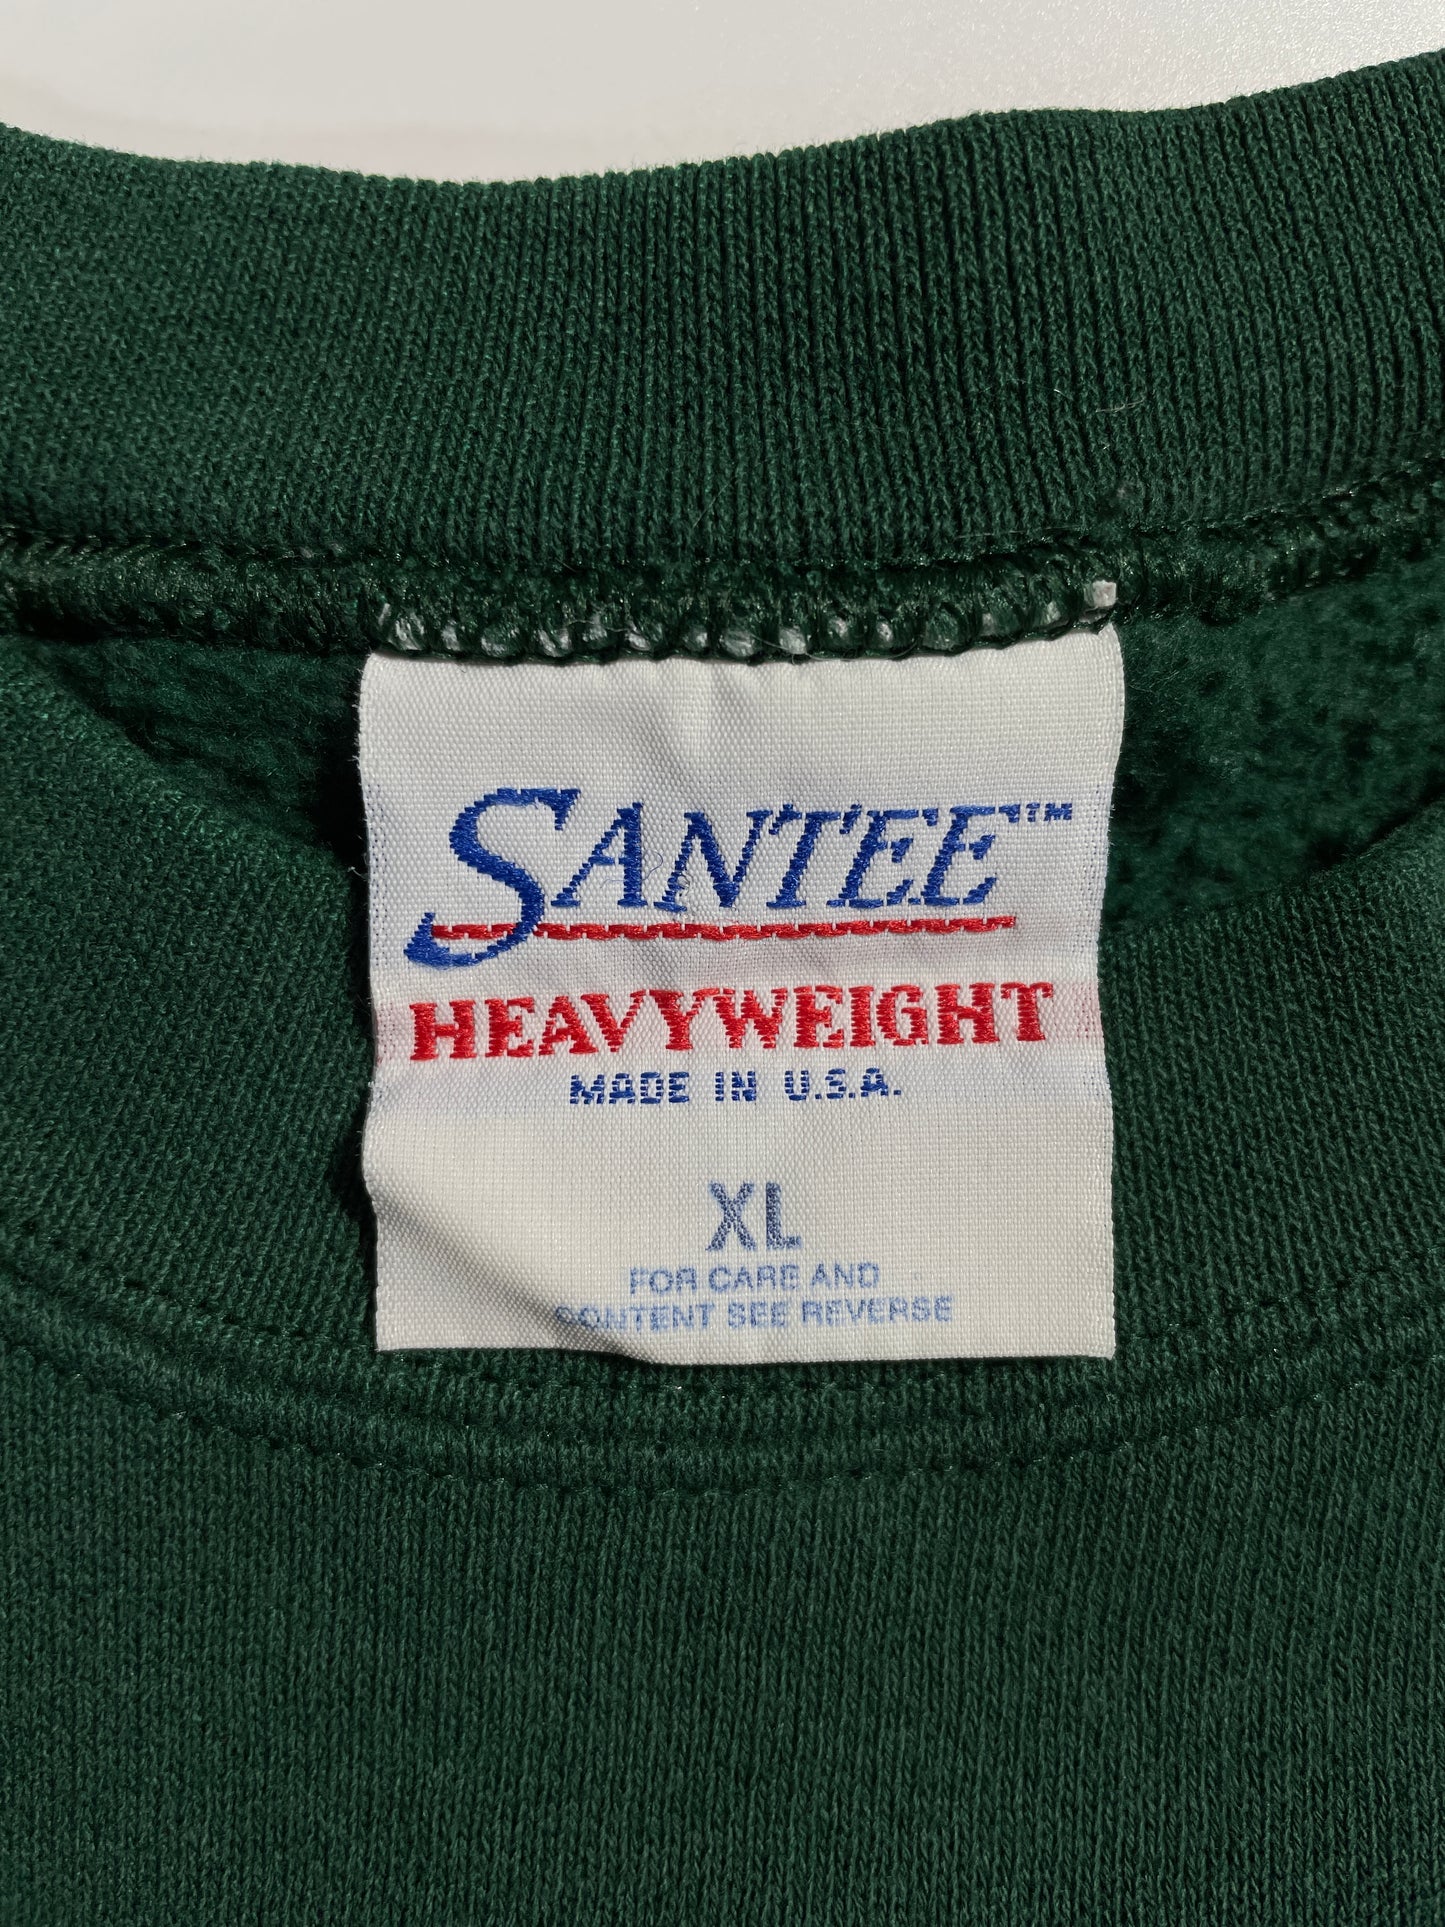 SANTEE™
HEAVYWEIGHT
MADE IN U.S.A.
XL
FOR CARE AND
CONTENT SEE REVERSE